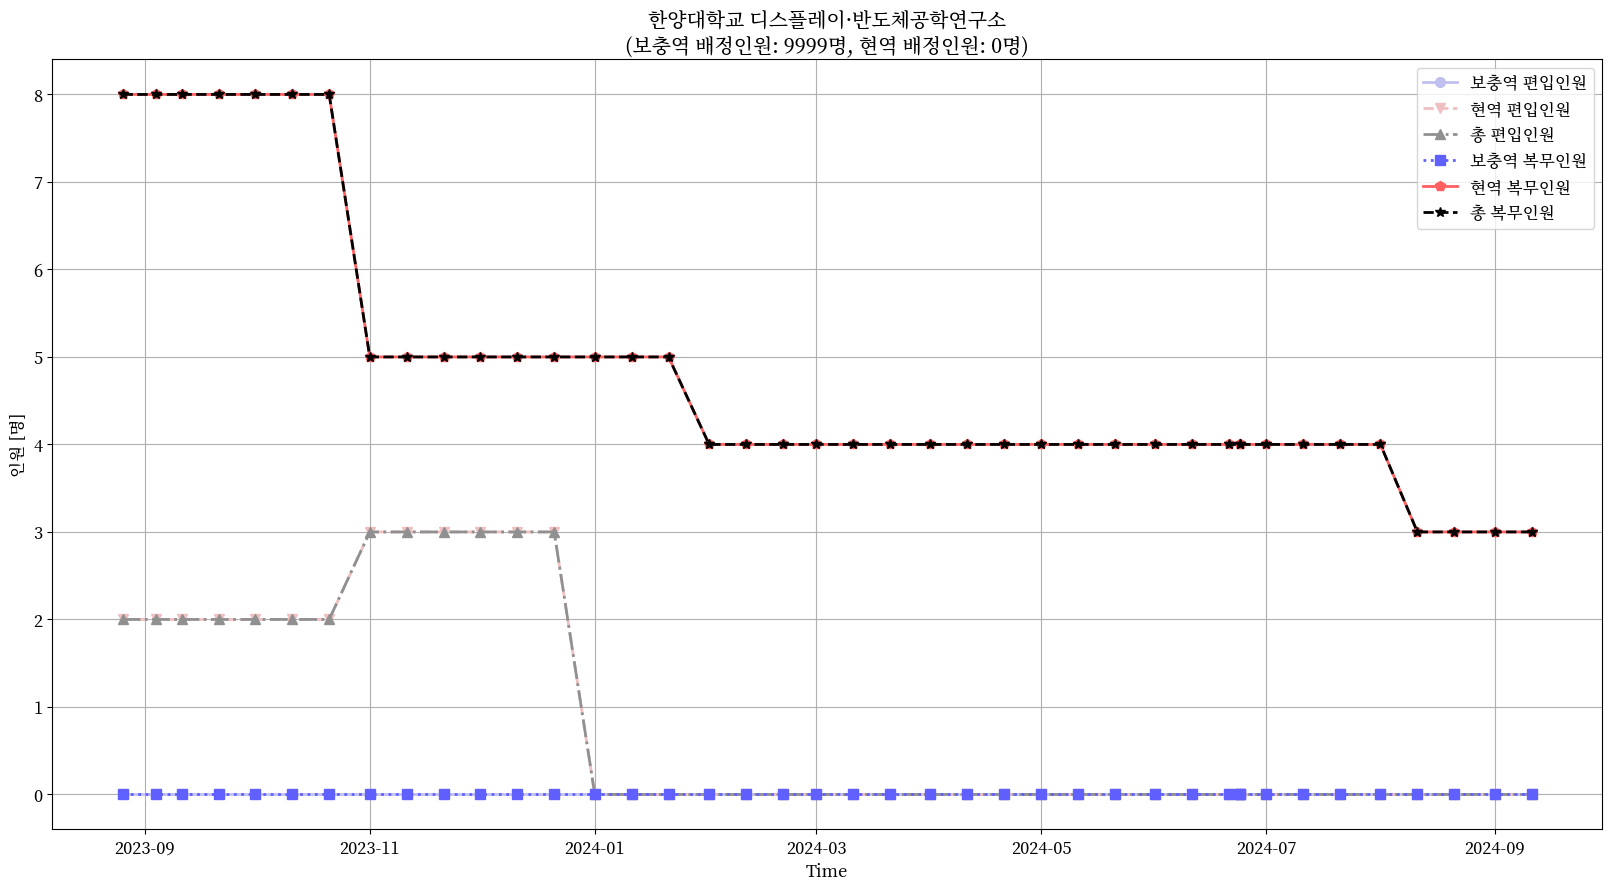 한양대학교 디스플레이·반도체공학연구소
(보충역 배정인원: 9999명, 현역 배정인원: 0명)
보충역 편입인원
현역 편입인원
총 편입인원
보충역 복무인원
현역 복무인원
총 복무인원
인원 [명]
8
7
6
5
4
3
2
1
0
2023-09
2023-11
2024-01
2024-03
2024-05
2024-07
2024-09
Time